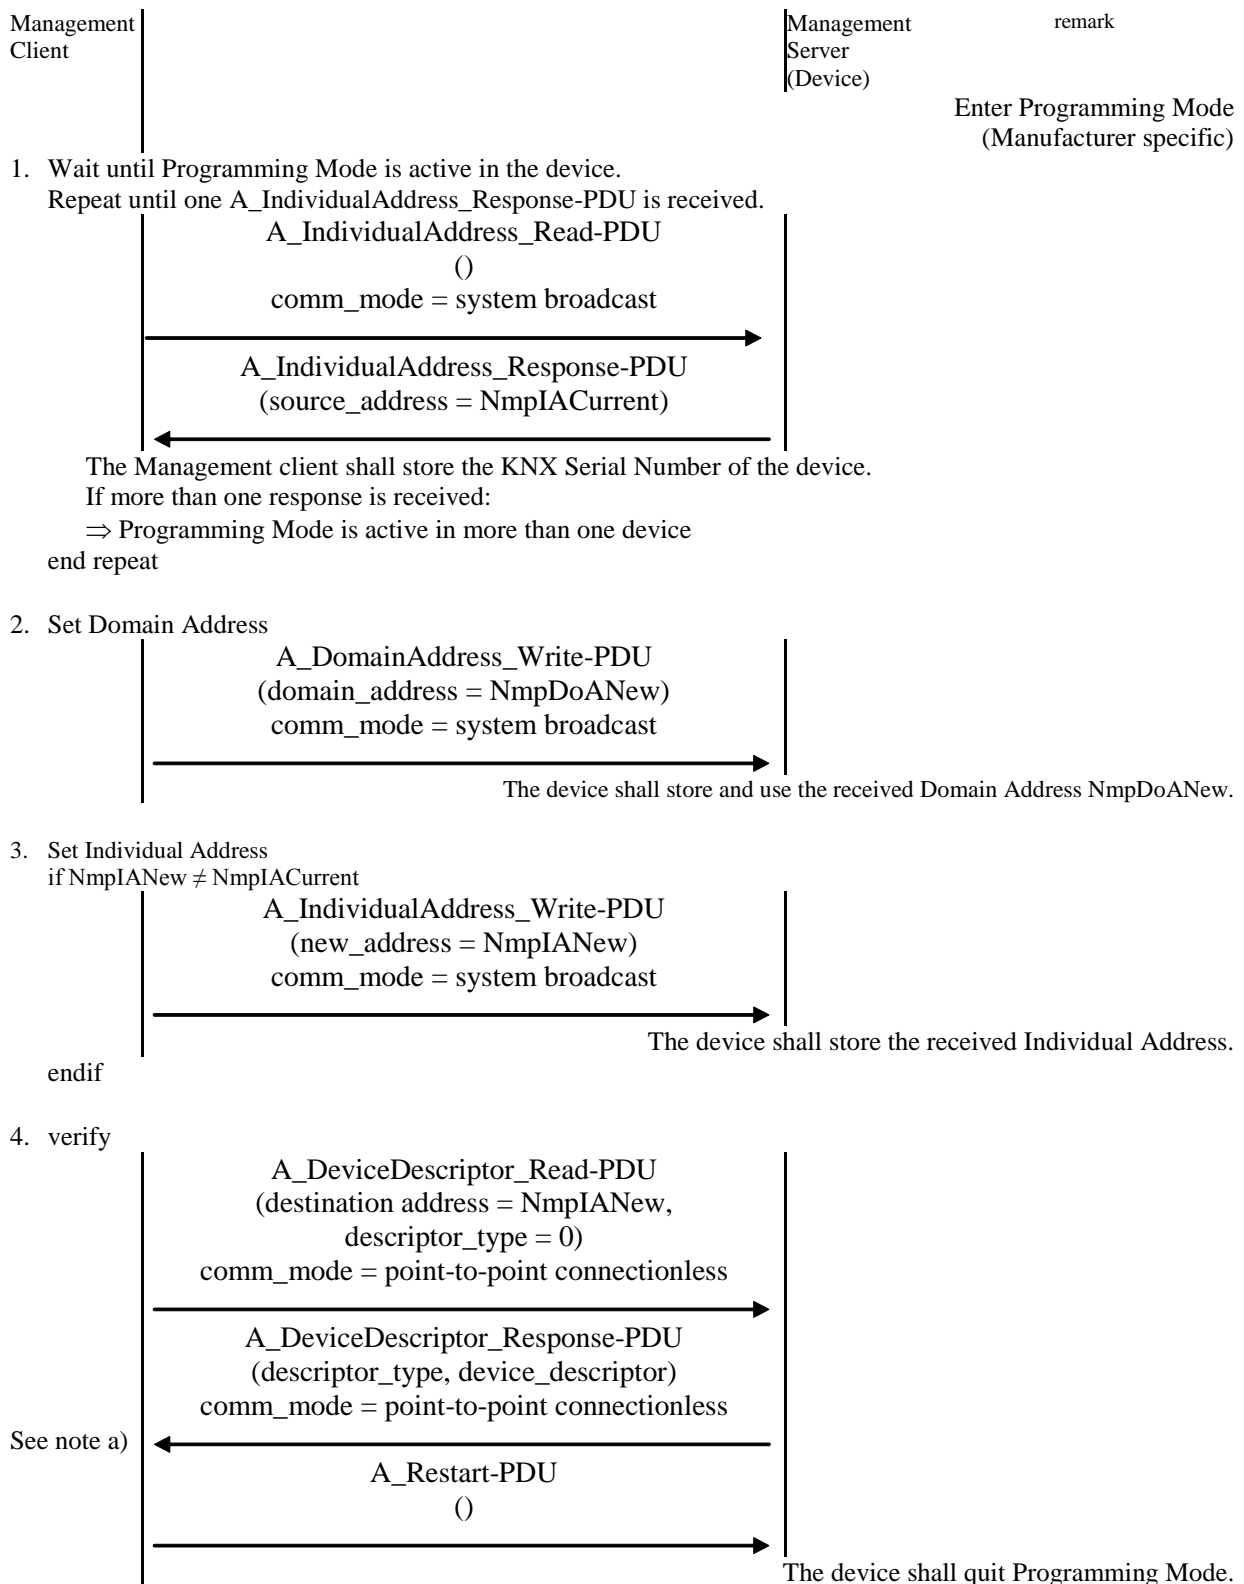 Management Client
Management Server (Device)
remark
Enter Programming Mode
(Manufacturer specific)
1. Wait until Programming Mode is active in the device.
Repeat until one A_IndividualAddress_Response-PDU is received.
A_IndividualAddress_Read-PDU
()
comm_mode = system broadcast
A_IndividualAddress_Response-PDU
(source_address = NmpIACurrent)
The Management client shall store the KNX Serial Number of the device.
If more than one response is received:
⇒ Programming Mode is active in more than one device
end repeat
2. Set Domain Address
A_DomainAddress_Write-PDU
(domain_address = NmpDoANew)
comm_mode = system broadcast
The device shall store and use the received Domain Address NmpDoANew.
3. Set Individual Address
if NmpIANew ≠ NmpIACurrent
A_IndividualAddress_Write-PDU
(new_address = NmpIANew)
comm_mode = system broadcast
The device shall store the received Individual Address.
endif
4. verify
A_DeviceDescriptor_Read-PDU
(destination address = NmpIANew,
descriptor_type = 0)
comm_mode = point-to-point connectionless
A_DeviceDescriptor_Response-PDU
(descriptor_type, device_descriptor)
comm_mode = point-to-point connectionless
See note a)
A_Restart-PDU
()
The device shall quit Programming Mode.